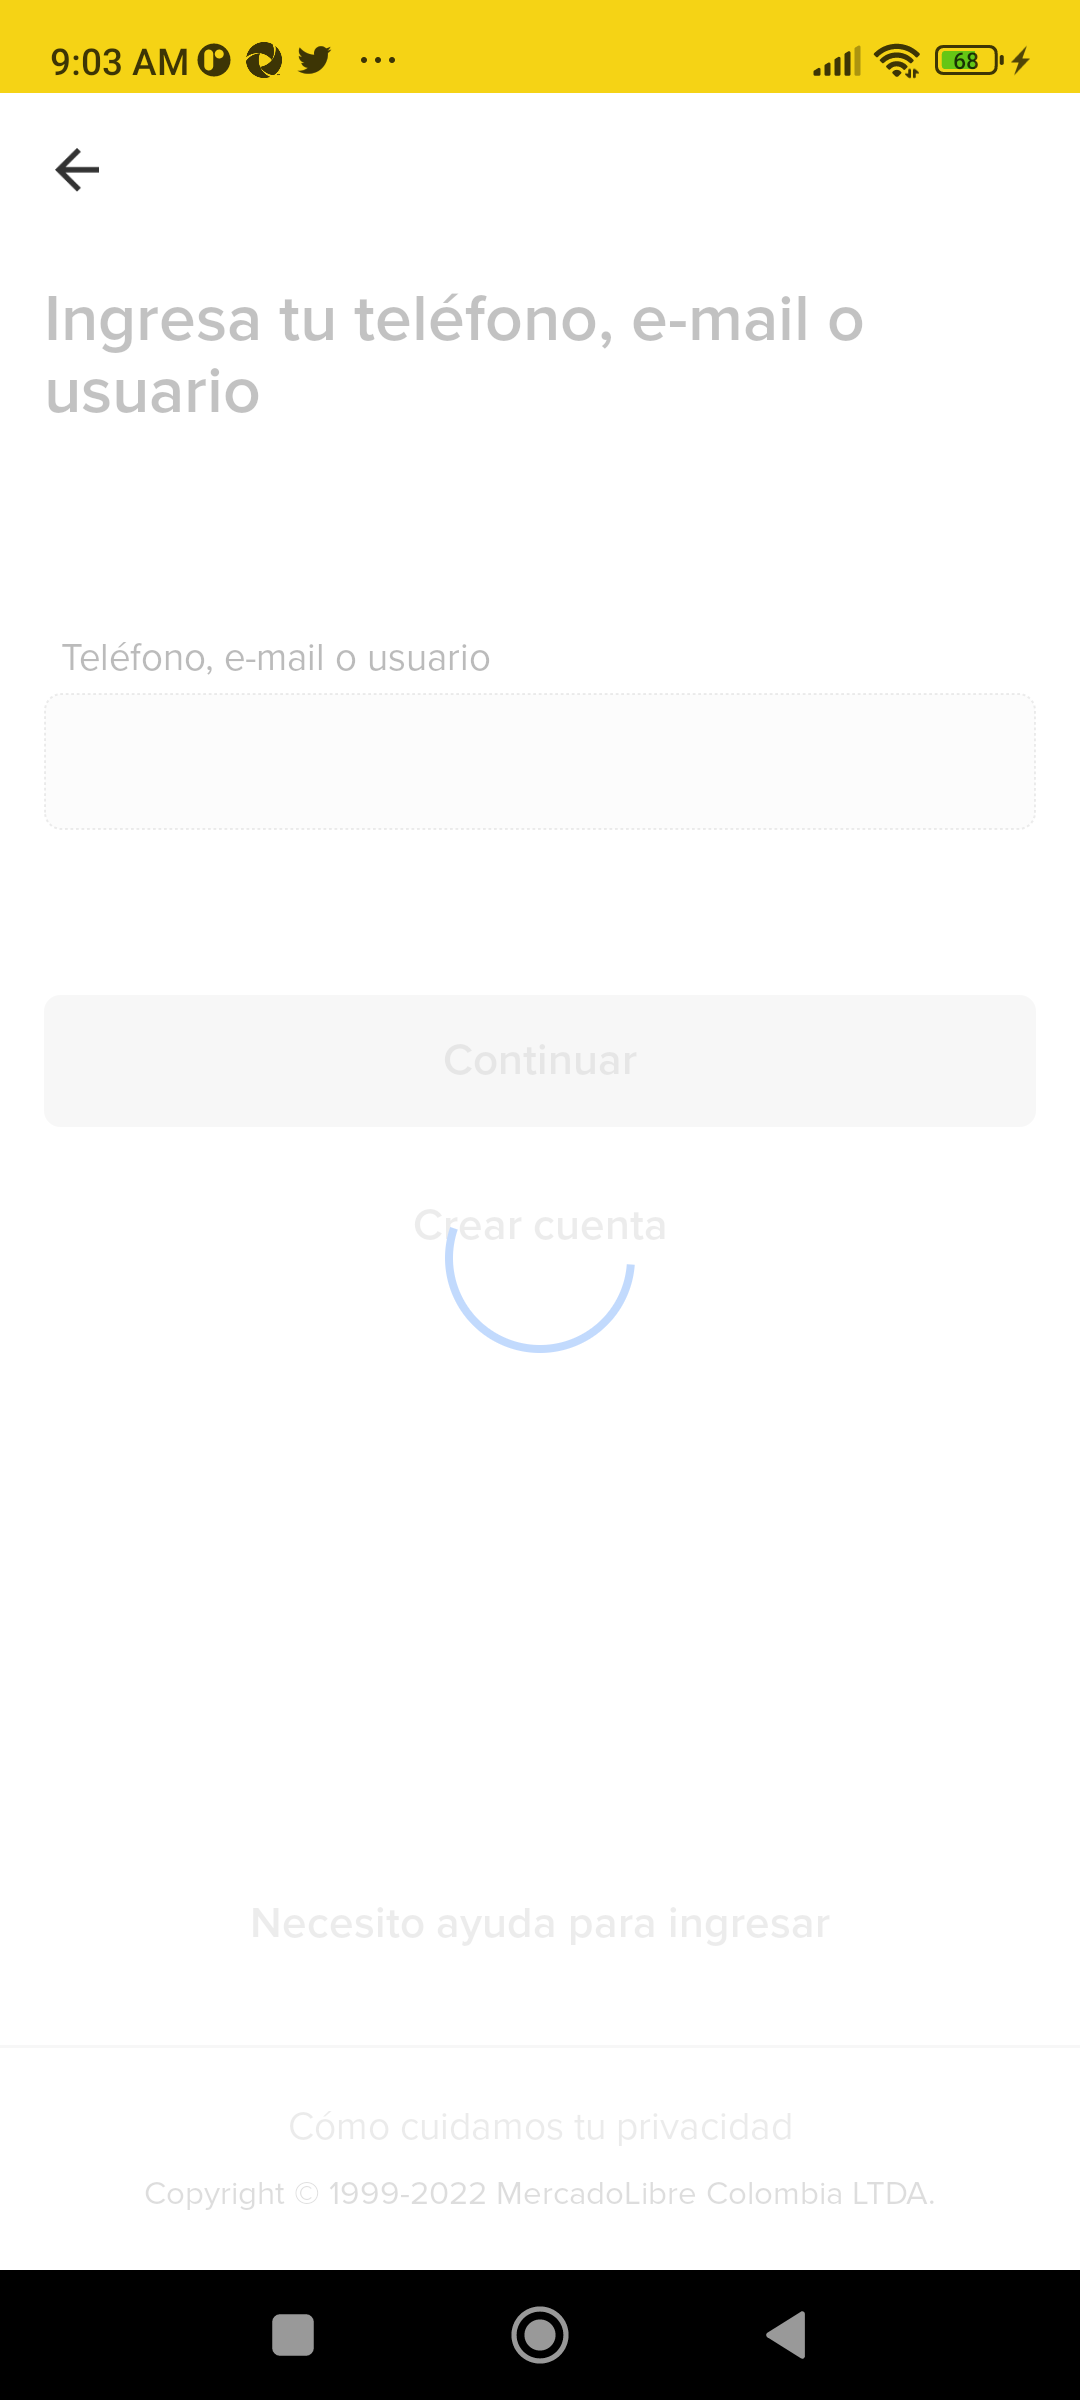 9:03 AM
68
Ingresa tu teléfono, e-mail o
usuario
Teléfono, e-mail o usuario
Continuar
Crear cuenta
Necesito ayuda para ingresar
Cómo cuidamos tu privacidad
Copyright © 1999-2022 MercadoLibre Colombia LTDA.